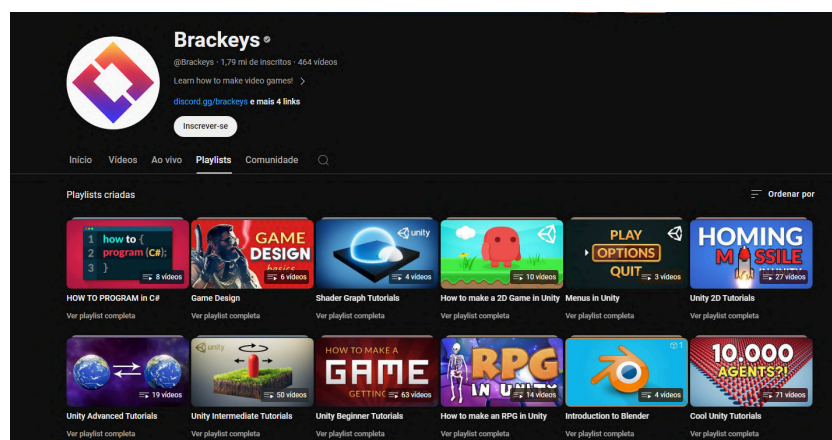 Brackeys
@Brackeys · 1,79 mi de inscritos · 464 vídeos
Learn how to make video games!
discord.gg/brackeys e mais 4 links
Inscrever-se
Início Vídeos Ao vivo Playlists Comunidade
Playlists criadas
Ordenar por
1 how to {
2 program (C#);
3 }
8 vídeos
GAME
DESIGN
basics
6 vídeos
unity
4 vídeos
10 vídeos
PLAY
OPTIONS
QUIT
3 vídeos
HOMING
MISSILE
IN UNITY
27 vídeos
HOW TO PROGRAM in C#
Game Design
Shader Graph Tutorials
How to make a 2D Game in Unity
Menus in Unity
Unity 2D Tutorials
Ver playlist completa
Ver playlist completa
Ver playlist completa
Ver playlist completa
Ver playlist completa
Ver playlist completa
19 vídeos
unity
50 vídeos
HOW TO MAKE A
GAME
GETTING
63 vídeos
RPG
IN UNITY
14 vídeos
1
4 vídeos
10.000
AGENTS?!
71 vídeos
Unity Advanced Tutorials
Unity Intermediate Tutorials
Unity Beginner Tutorials
How to make an RPG in Unity
Introduction to Blender
Cool Unity Tutorials
Ver playlist completa
Ver playlist completa
Ver playlist completa
Ver playlist completa
Ver playlist completa
Ver playlist completa